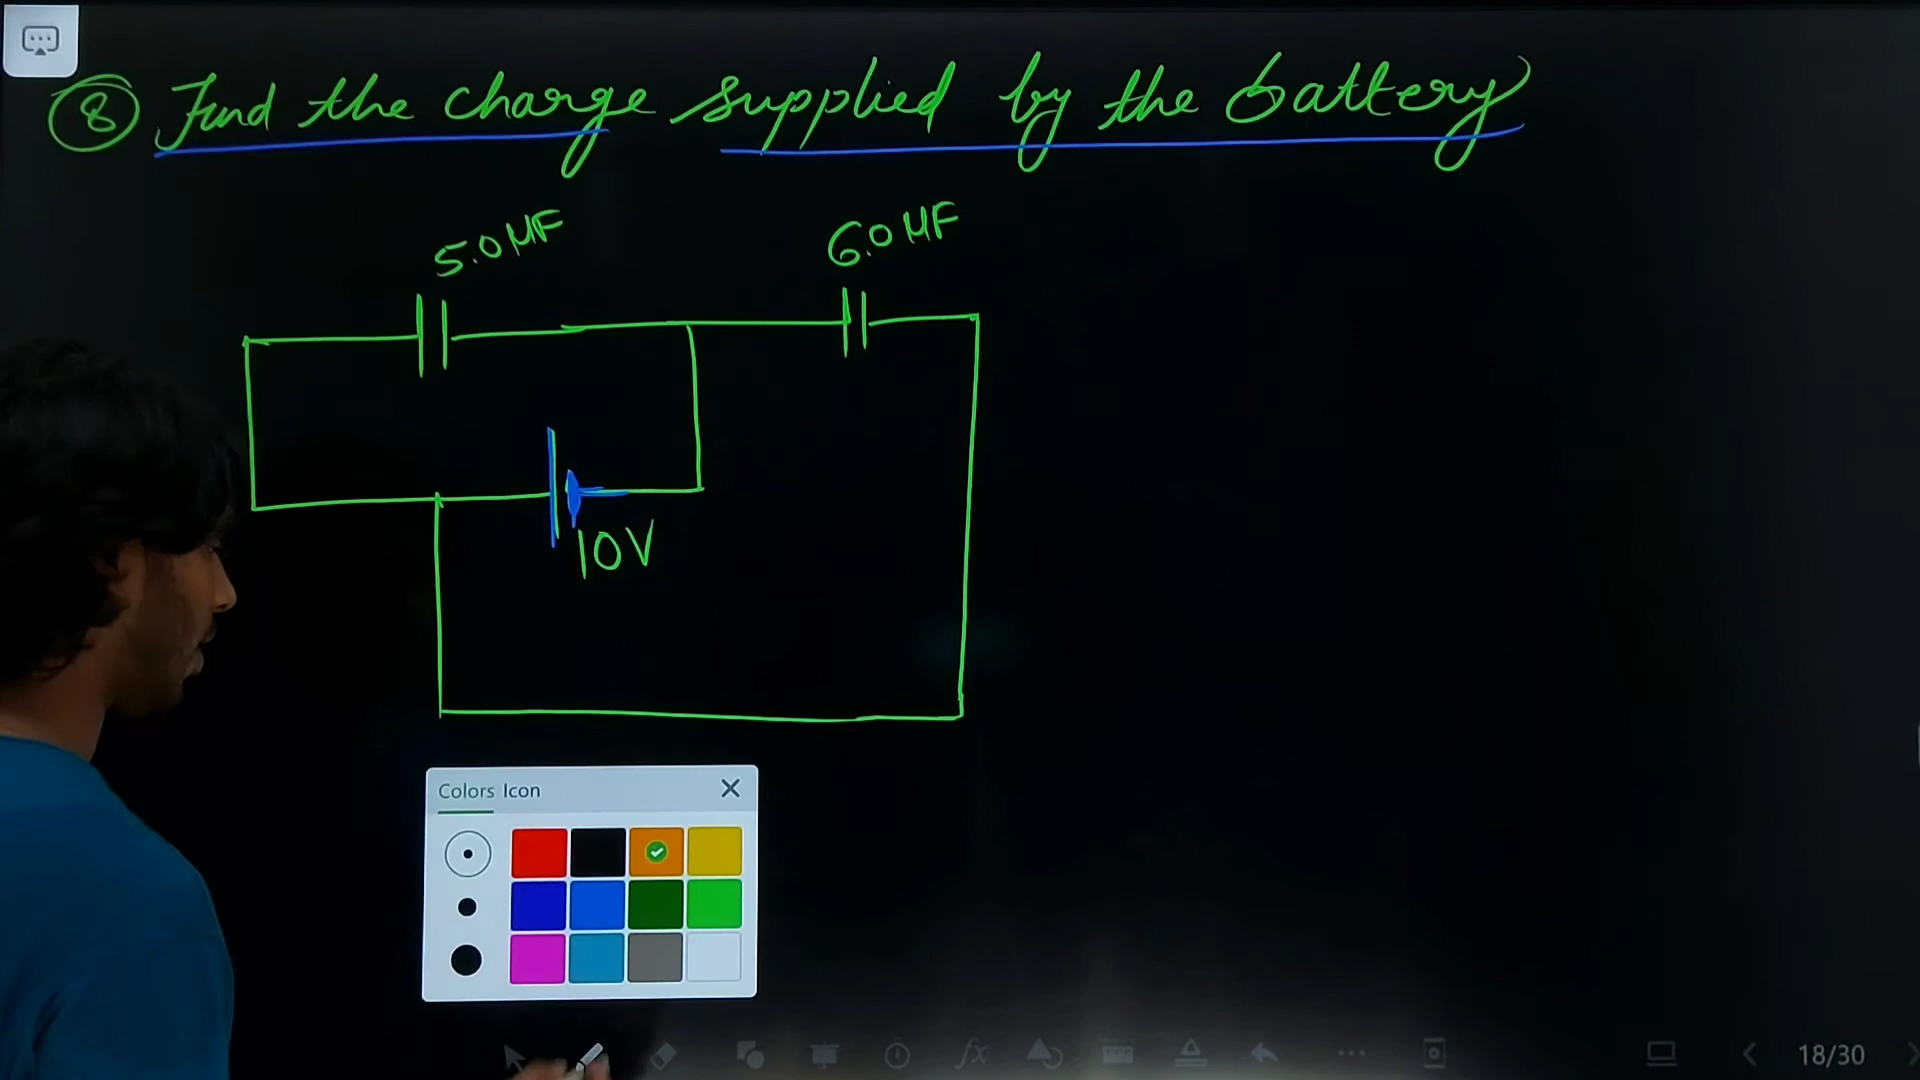 8 Find the charge supplied by the battery
5.0 μF
6.0 μF
10V
Colors Icon
fx
18/30